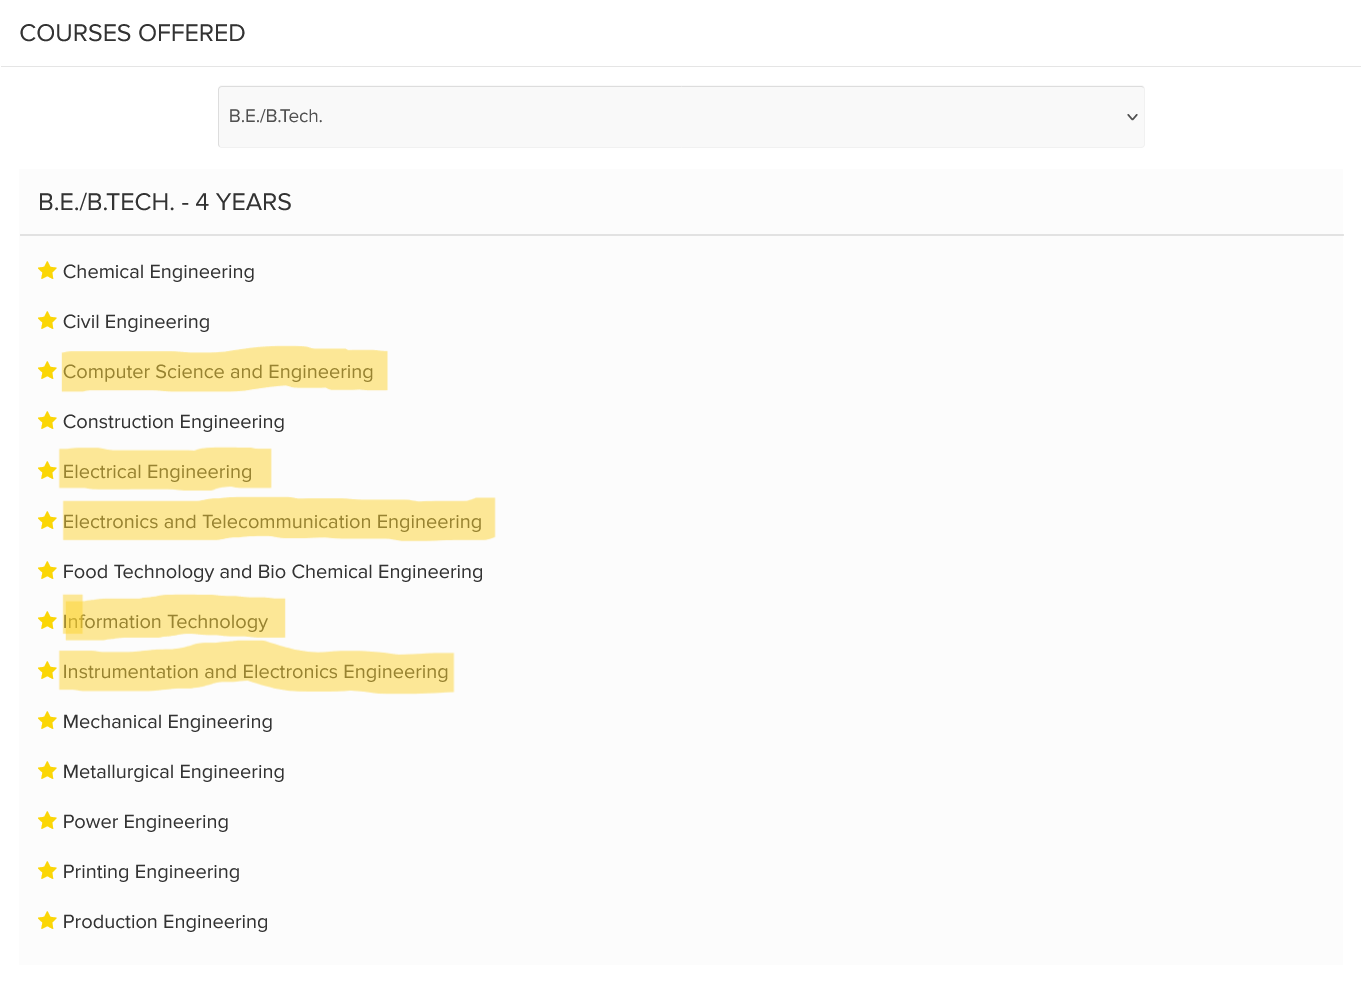 COURSES OFFERED
B.E./B.Tech.
B.E./B.TECH. - 4 YEARS
Chemical Engineering
Civil Engineering
Computer Science and Engineering
Construction Engineering
Electrical Engineering
Electronics and Telecommunication Engineering
Food Technology and Bio Chemical Engineering
Information Technology
Instrumentation and Electronics Engineering
Mechanical Engineering
Metallurgical Engineering
Power Engineering
Printing Engineering
Production Engineering